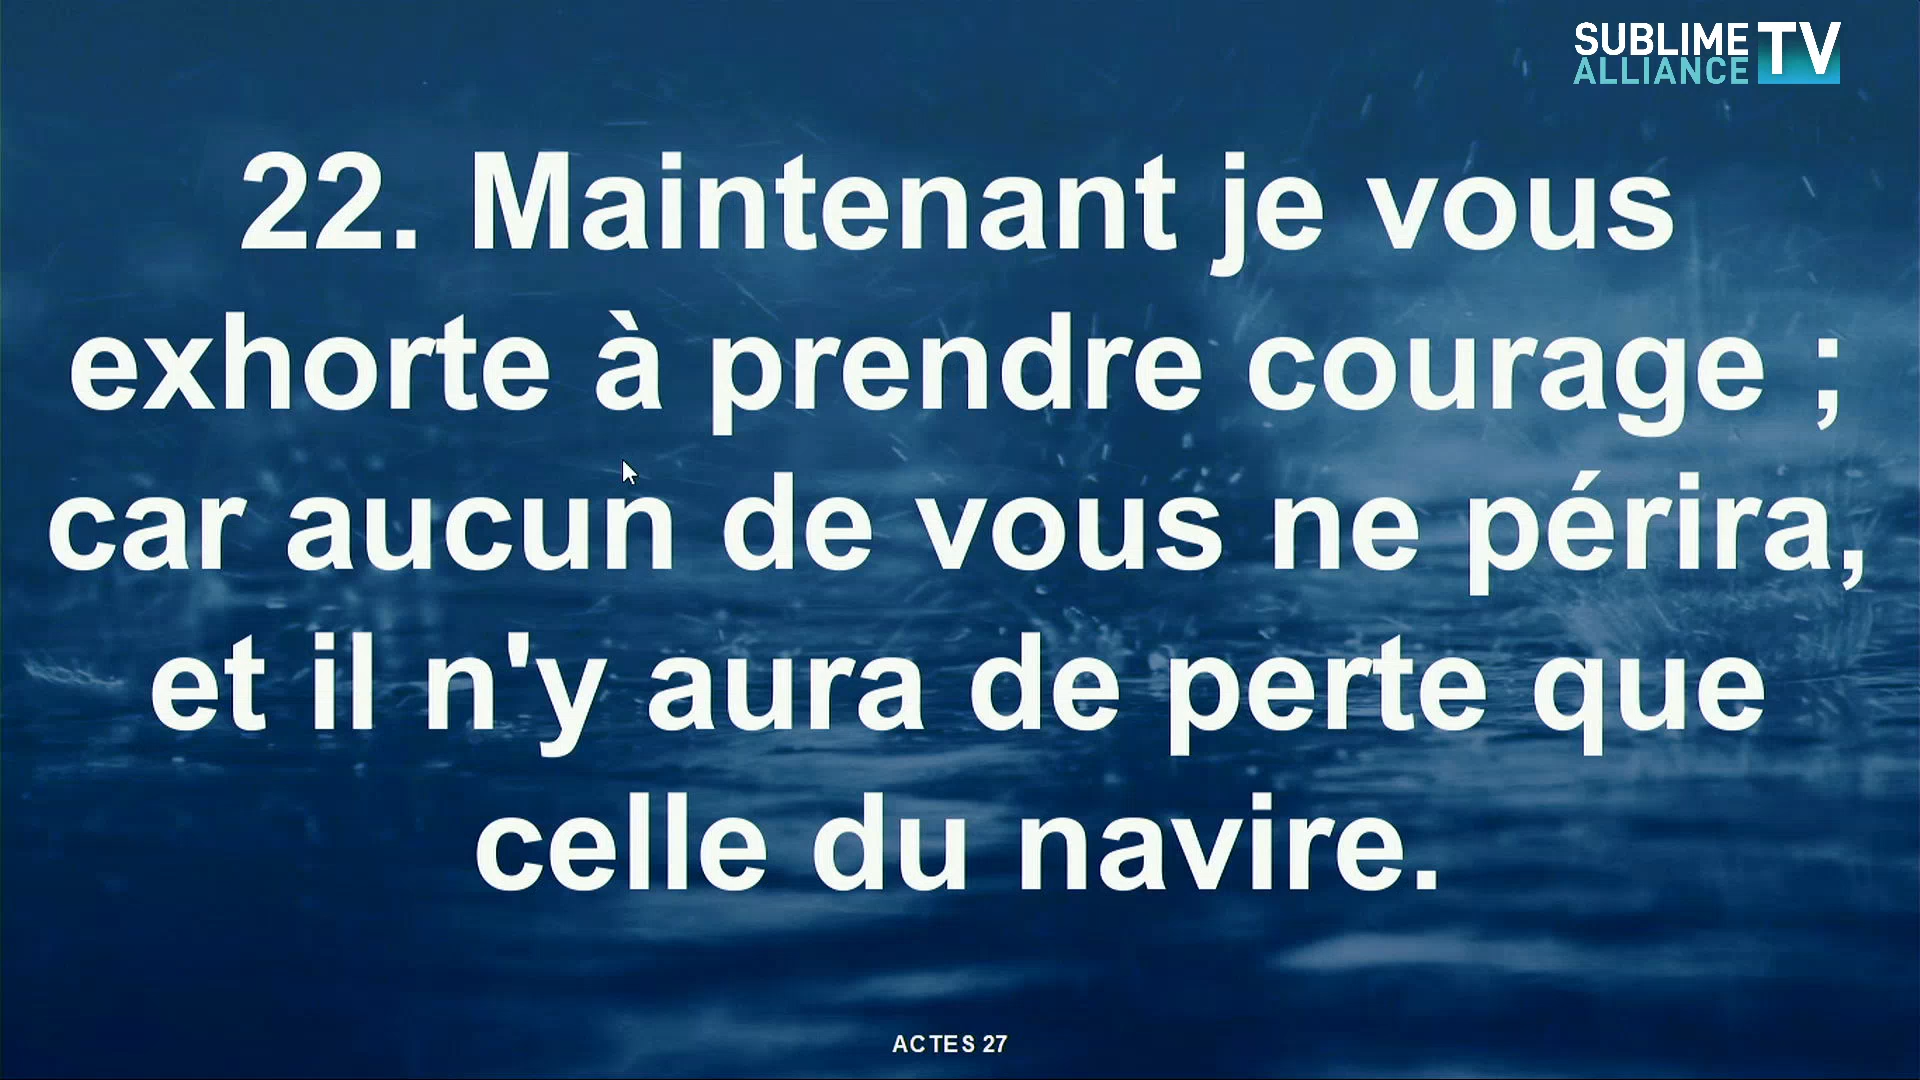 SUBLIME TV
ALLIANCE
22. Maintenant je vous
exhorte à prendre courage ;
car aucun de vous ne périra,
et il n'y aura de perte que
celle du navire.
ACTES 27